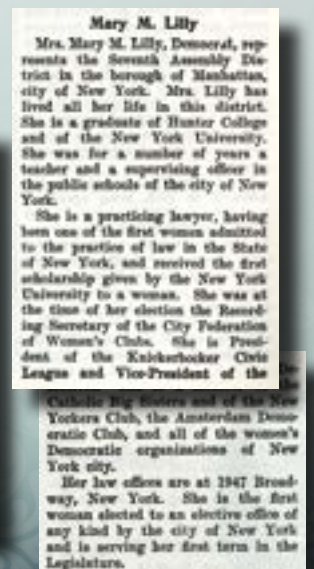 Mary M. Lilly
Mrs. Mary M. Lilly, Democrat, rep-
resents the Seventh Assembly Dis-
trict in the borough of Manhattan,
city of New York. Mrs. Lilly has
lived all her life in this district.
She is a graduate of Hunter College
and of the New York University.
She was for a number of years a
teacher and a supervising officer in
the public schools of the city of New
York.
She is a practicing lawyer, having
been one of the first women admitted
to the practice of law in the State
of New York, and received the first
scholarship given by the New York
University to a woman. She was at
the time of her election the Record-
ing Secretary of the City Federation
of Women's Clubs. She is Presi-
dent of the Knickerbocker Civic
League and Vice-President of the
De-
the
Catholic Big Sisters and of the New
Yorkers Club, the Amsterdam Demo-
cratic Club, and all of the women's
Democratic organizations of New
York city.
Her law offices are at 1947 Broad-
way, New York. She is the first
woman elected to an elective office of
any kind by the city of New York
and is serving her first term in the
Legislature.